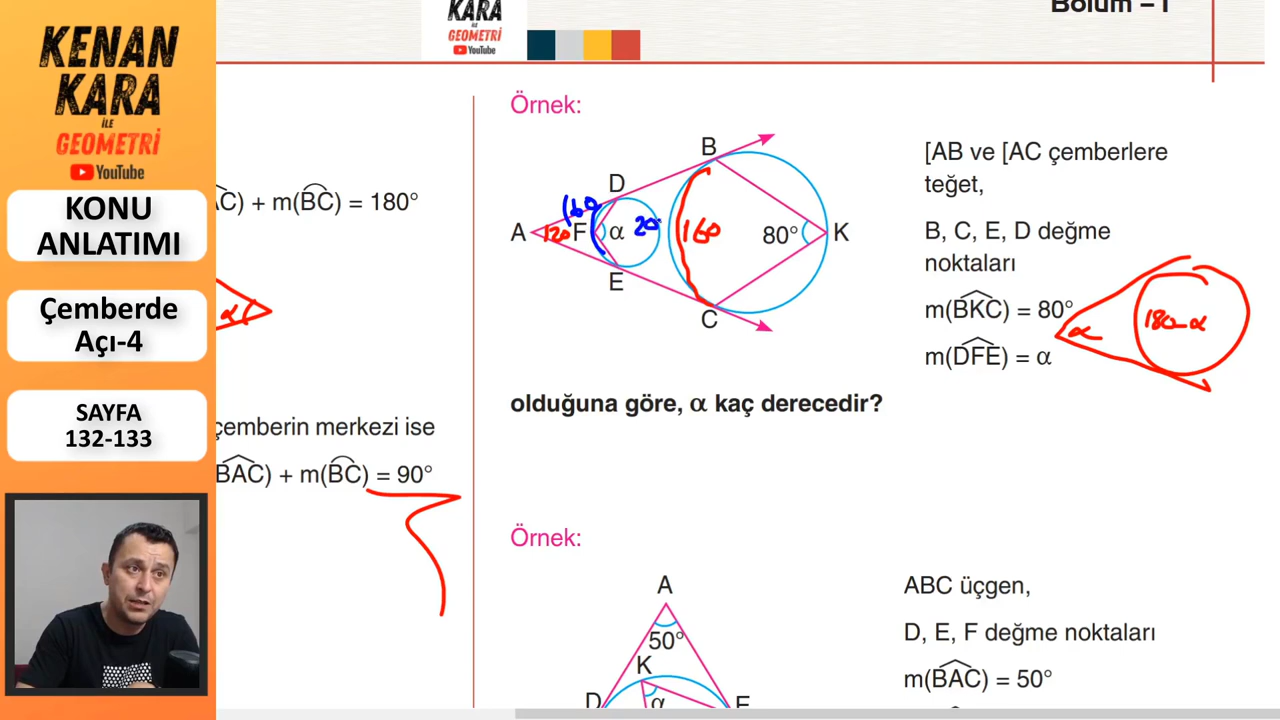 KENAN
KARA
İLE
GEOMETRİ
YouTube
KONU
ANLATIMI
Çemberde
Açı-4
SAYFA
132-133
KARA
İLE
GEOMETRİ
YouTube
Bölüm – 1
C) + m(BC) = 180°
α
çemberin merkezi ise
BAC) + m(BC) = 90°
Örnek:
B
D
160
A
120
F
α
20
160
80°
K
E
C
[AB ve [AC çemberlere
teğet,
B, C, E, D değme
noktaları
m(BKC) = 80°
m(DFE) = α
α
180-α
olduğuna göre, α kaç derecedir?
Örnek:
A
50°
K
α
D
E
ABC üçgen,
D, E, F değme noktaları
m(BAC) = 50°